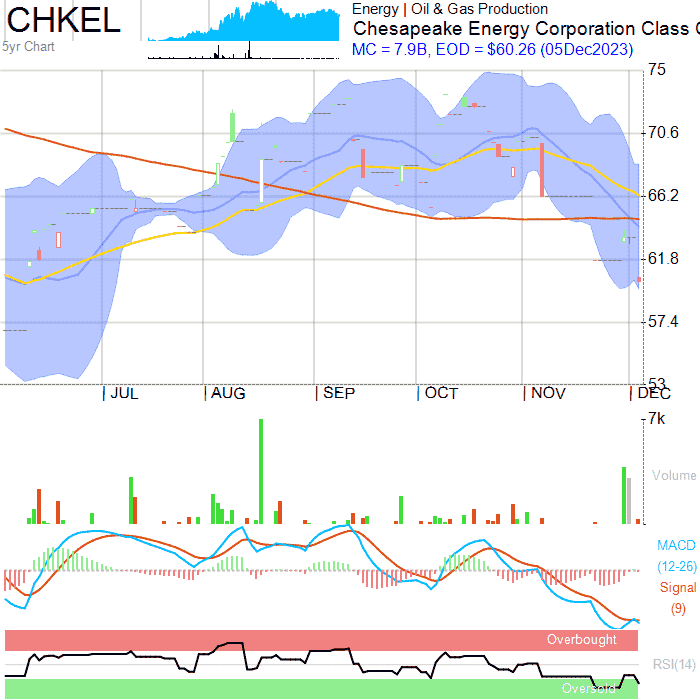 CHKEL
5yr Chart
Energy | Oil & Gas Production
Chesapeake Energy Corporation Class
MC = 7.9B, EOD = $60.26 (05Dec2023)
75
70.6
66.2
61.8
57.4
53
JUL
AUG
SEP
OCT
NOV
DEC
7k
Volume
MACD
(12-26)
Signal
(9)
Overbought
RSI(14)
Oversold